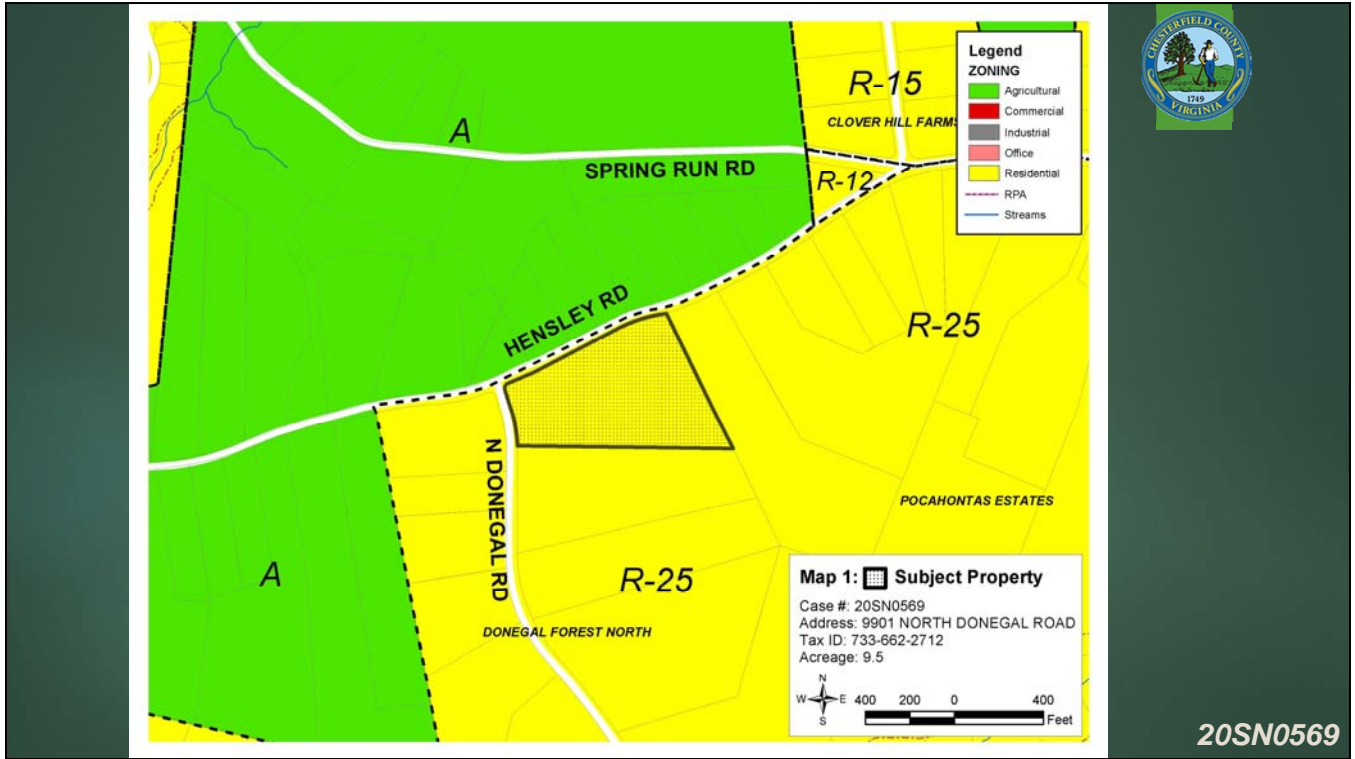 CHESTERFIELD COUNTY
1749
VIRGINIA
Legend
ZONING
Agricultural
Commercial
Industrial
Office
Residential
RPA
Streams
R-15
CLOVER HILL FARMS
A
SPRING RUN RD
R-12
HENSLEY RD
R-25
N DONEGAL RD
POCAHONTAS ESTATES
A
R-25
DONEGAL FOREST NORTH
Map 1: Subject Property
Case #: 20SN0569
Address: 9901 NORTH DONEGAL ROAD
Tax ID: 733-662-2712
Acreage: 9.5
N
W E
S
400 200 0 400
Feet
20SN0569